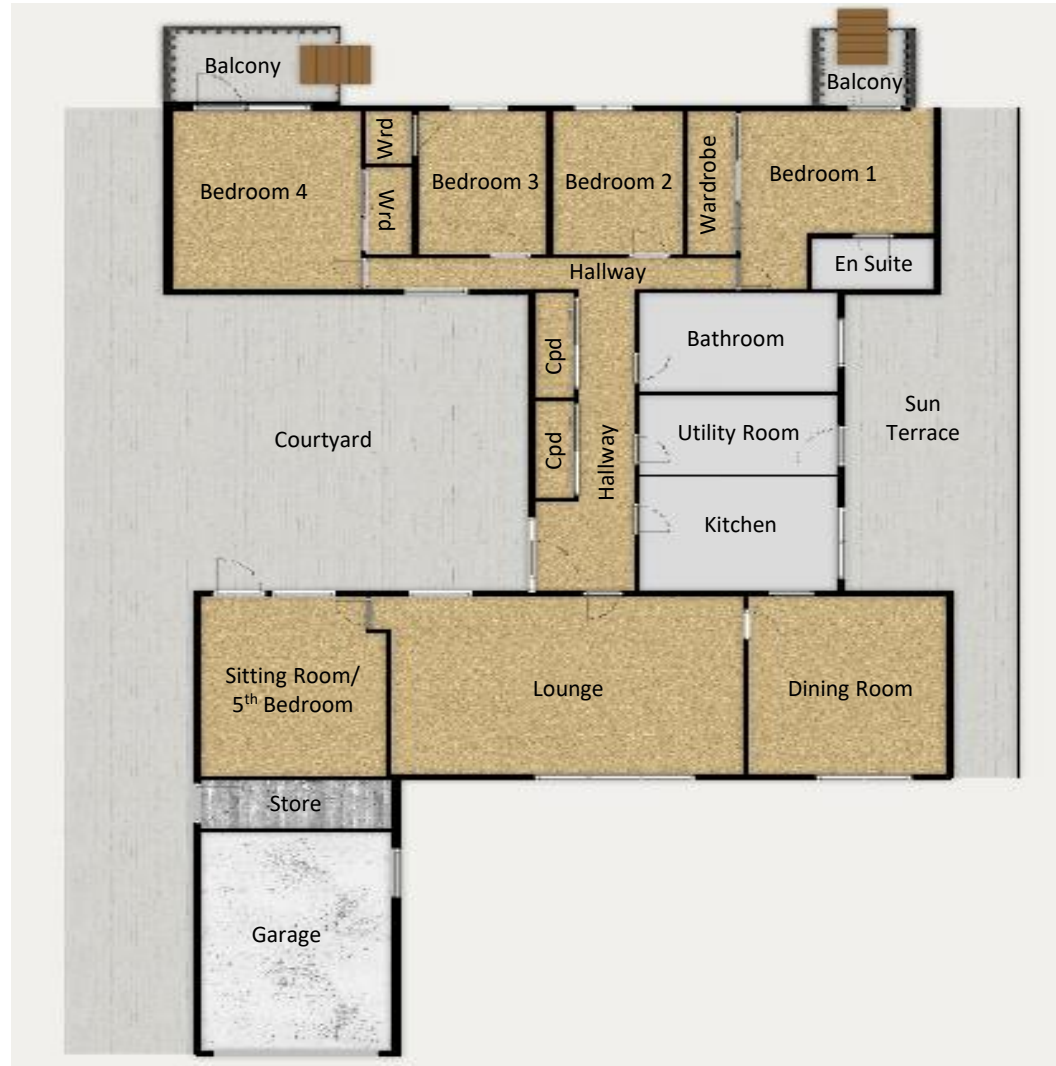 Balcony
Balcony
Wrd
Bedroom 4
Wrd
Bedroom 3
Bedroom 2
Wardrobe
Bedroom 1
Hallway
En Suite
Cpd
Bathroom
Courtyard
Cpd
Hallway
Utility Room
Sun
Terrace
Kitchen
Sitting Room/
5th Bedroom
Lounge
Dining Room
Store
Garage